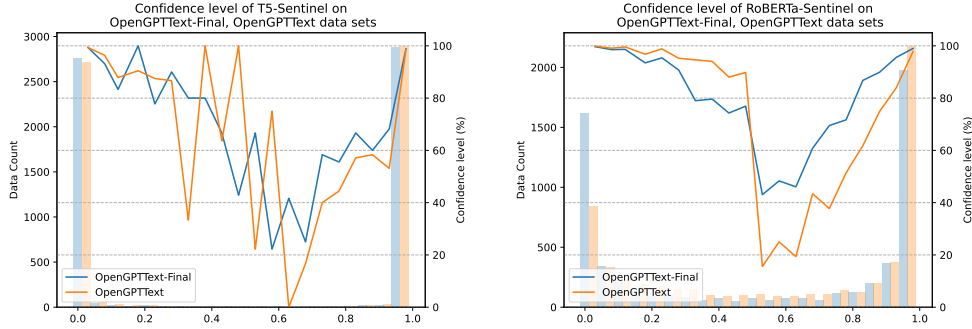 Confidence level of T5-Sentinel on
OpenGPTText-Final, OpenGPTText data sets
3000
2500
2000
1500
1000
500
0
Data Count
100
80
60
40
20
0
Confidence level (%)
OpenGPTText-Final
OpenGPTText
0.0 0.2 0.4 0.6 0.8 1.0
Confidence level of RoBERTa-Sentinel on
OpenGPTText-Final, OpenGPTText data sets
2000
1500
1000
500
0
Data Count
100
80
60
40
20
0
Confidence level (%)
OpenGPTText-Final
OpenGPTText
0.0 0.2 0.4 0.6 0.8 1.0